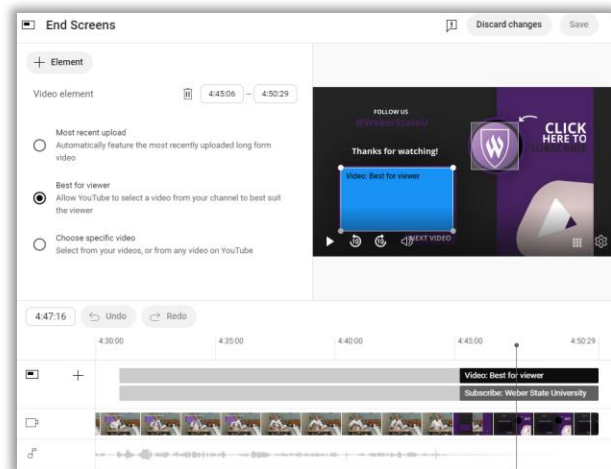 End Screens
Discard changes
Save
+ Element
Video element
4:45:06 – 4:50:29
Most recent upload
Automatically feature the most recently uploaded long form
video
Best for viewer
Allow YouTube to select a video from your channel to best suit
the viewer
Choose specific video
Select from your videos, or from any video on YouTube
FOLLOW US
@WeberStateU
Thanks for watching!
CLICK
HERE TO
SUBSCRIBE
W
Video: Best for viewer
10
10
NEXT VIDEO
4:47:16
Undo
Redo
4:30:00
4:35:00
4:40:00
4:45:00
4:50:29
Video: Best for viewer
Subscribe: Weber State University